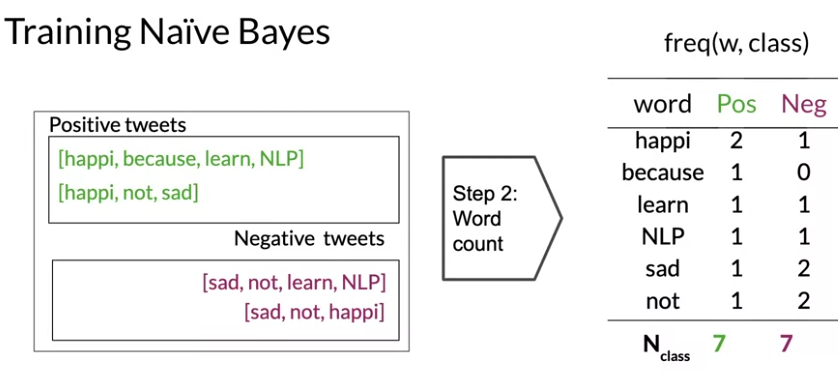 Training Naïve Bayes
Positive tweets
[happi, because, learn, NLP]
[happi, not, sad]
Negative tweets
[sad, not, learn, NLP]
[sad, not, happi]
Step 2:
Word
count
freq(w, class)
word Pos Neg
happi 2 1
because 1 0
learn 1 1
NLP 1 1
sad 1 2
not 1 2
Nclass 7 7